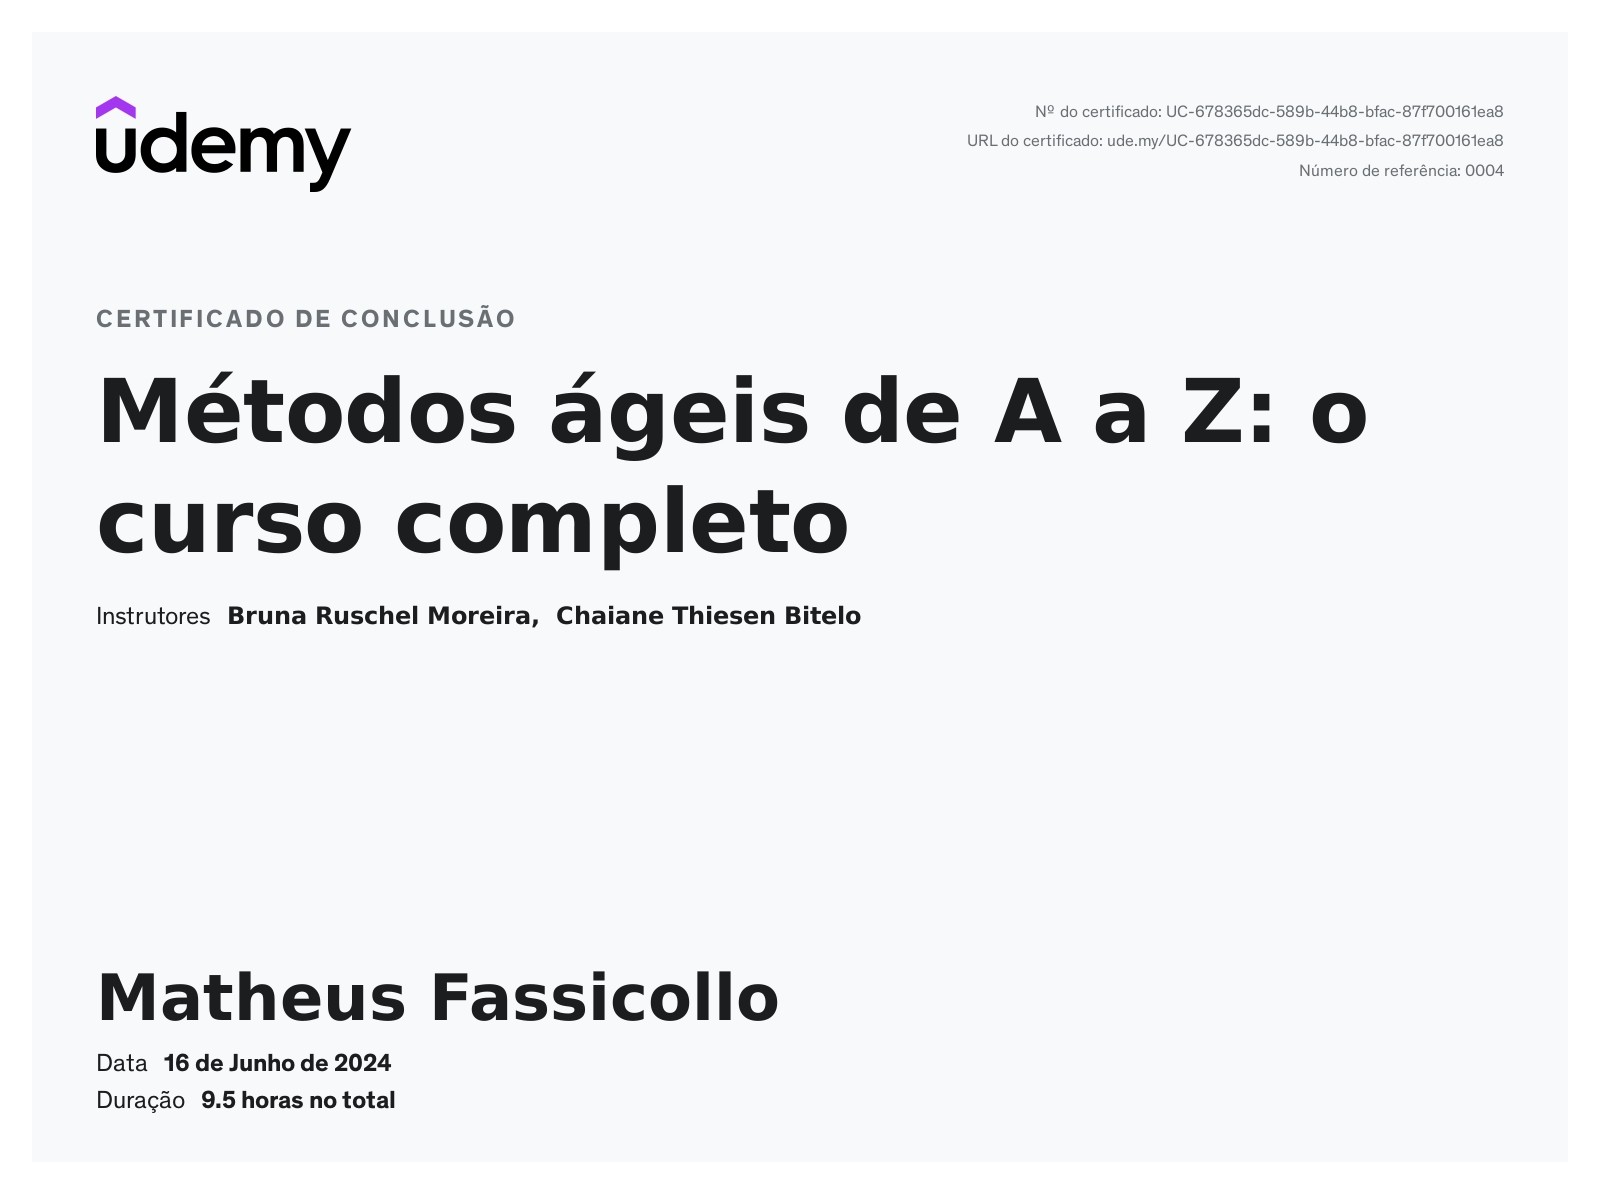 udemy
Nº do certificado: UC-678365dc-589b-44b8-bfac-87f700161ea8
URL do certificado: ude.my/UC-678365dc-589b-44b8-bfac-87f700161ea8
Número de referência: 0004
CERTIFICADO DE CONCLUSÃO
Métodos ágeis de A a Z: o
curso completo
Instrutores Bruna Ruschel Moreira, Chaiane Thiesen Bitelo
Matheus Fassicollo
Data 16 de Junho de 2024
Duração 9.5 horas no total